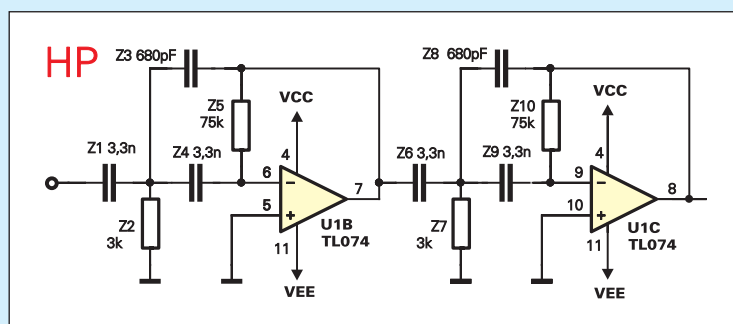 HP
Z3 680pF
Z8 680pF
VCC
VCC
Z5
75k
Z10
75k
Z1 3,3n
Z4 3,3n
Z6 3,3n
Z9 3,3n
4
4
6
7
9
8
5
10
Z2
3k
U1B
TL074
Z7
3k
U1C
TL074
11
11
VEE
VEE